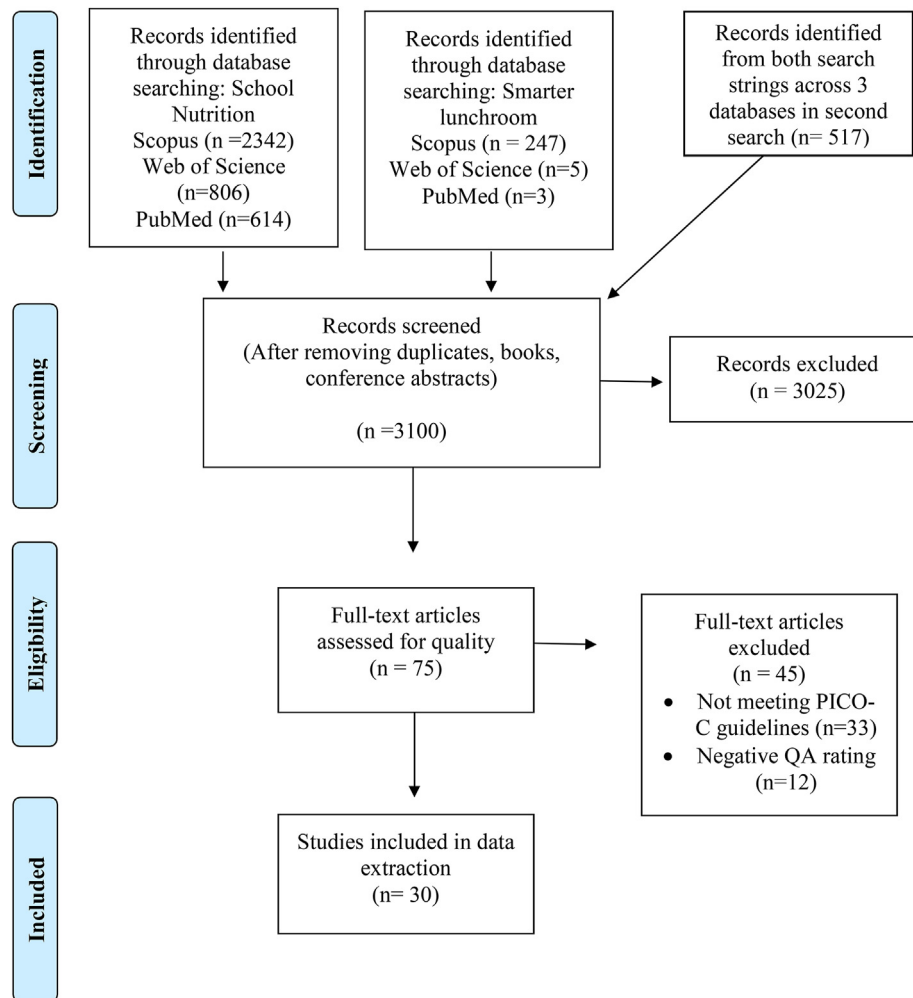 Identification
Records identified
through database
searching: School
Nutrition
Scopus (n =2342)
Web of Science
(n=806)
PubMed (n=614)
Records identified
through database
searching: Smarter
lunchroom
Scopus (n = 247)
Web of Science (n=5)
PubMed (n=3)
Records identified
from both search
strings across 3
databases in second
search (n= 517)
Screening
Records screened
(After removing duplicates, books,
conference abstracts)
(n =3100)
Records excluded
(n = 3025)
Eligibility
Full-text articles
assessed for quality
(n = 75)
Full-text articles
excluded
(n = 45)
• Not meeting PICO-
C guidelines (n=33)
• Negative QA rating
(n=12)
Included
Studies included in data
extraction
(n= 30)